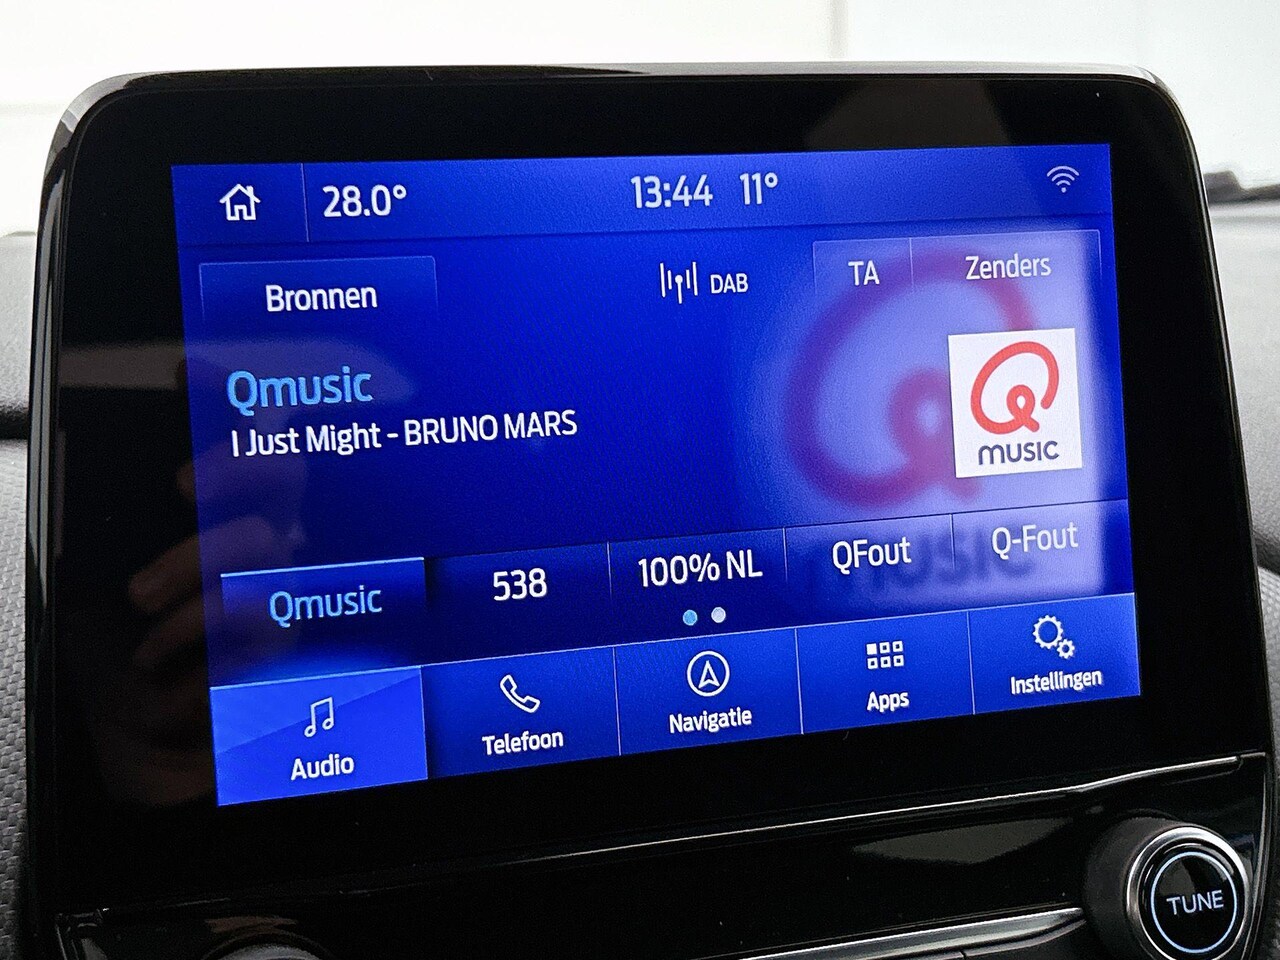 28.0° 13:44 11°
Bronnen DAB TA Zenders
Qmusic
I Just Might - BRUNO MARS
Q
MUSIC
Qmusic 538 100% NL QFout Q-Fout
Audio Telefoon Navigatie Apps Instellingen
TUNE